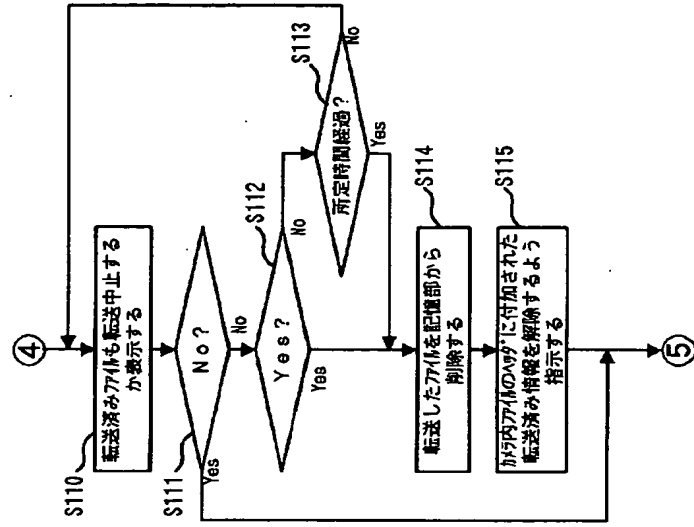 ④
S110
転送済みファイルも転送中止する
か表示する
S111
No?
Yes
No
S112
Yes?
No
Yes
S113
所定時間経過?
No
Yes
S114
転送したファイルを記憶部から
削除する
S115
カメラ内ファイルのヘッダに付加された
転送済み情報を解除するよう
指示する
⑤